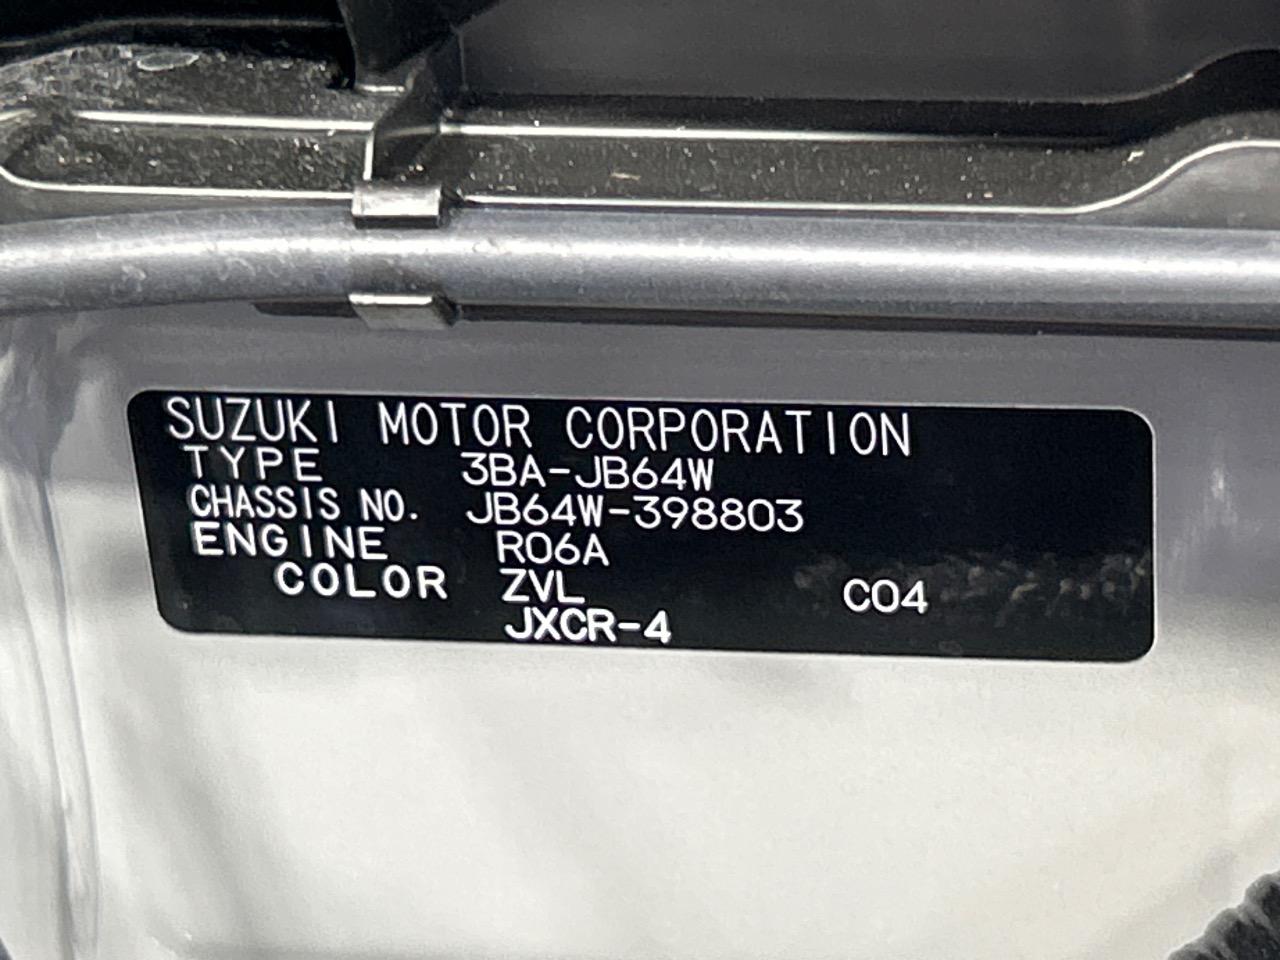 SUZUKI MOTOR CORPORATION
TYPE 3BA-JB64W
CHASSIS NO. JB64W-398803
ENGINE R06A
COLOR ZVL C04
JXCR-4